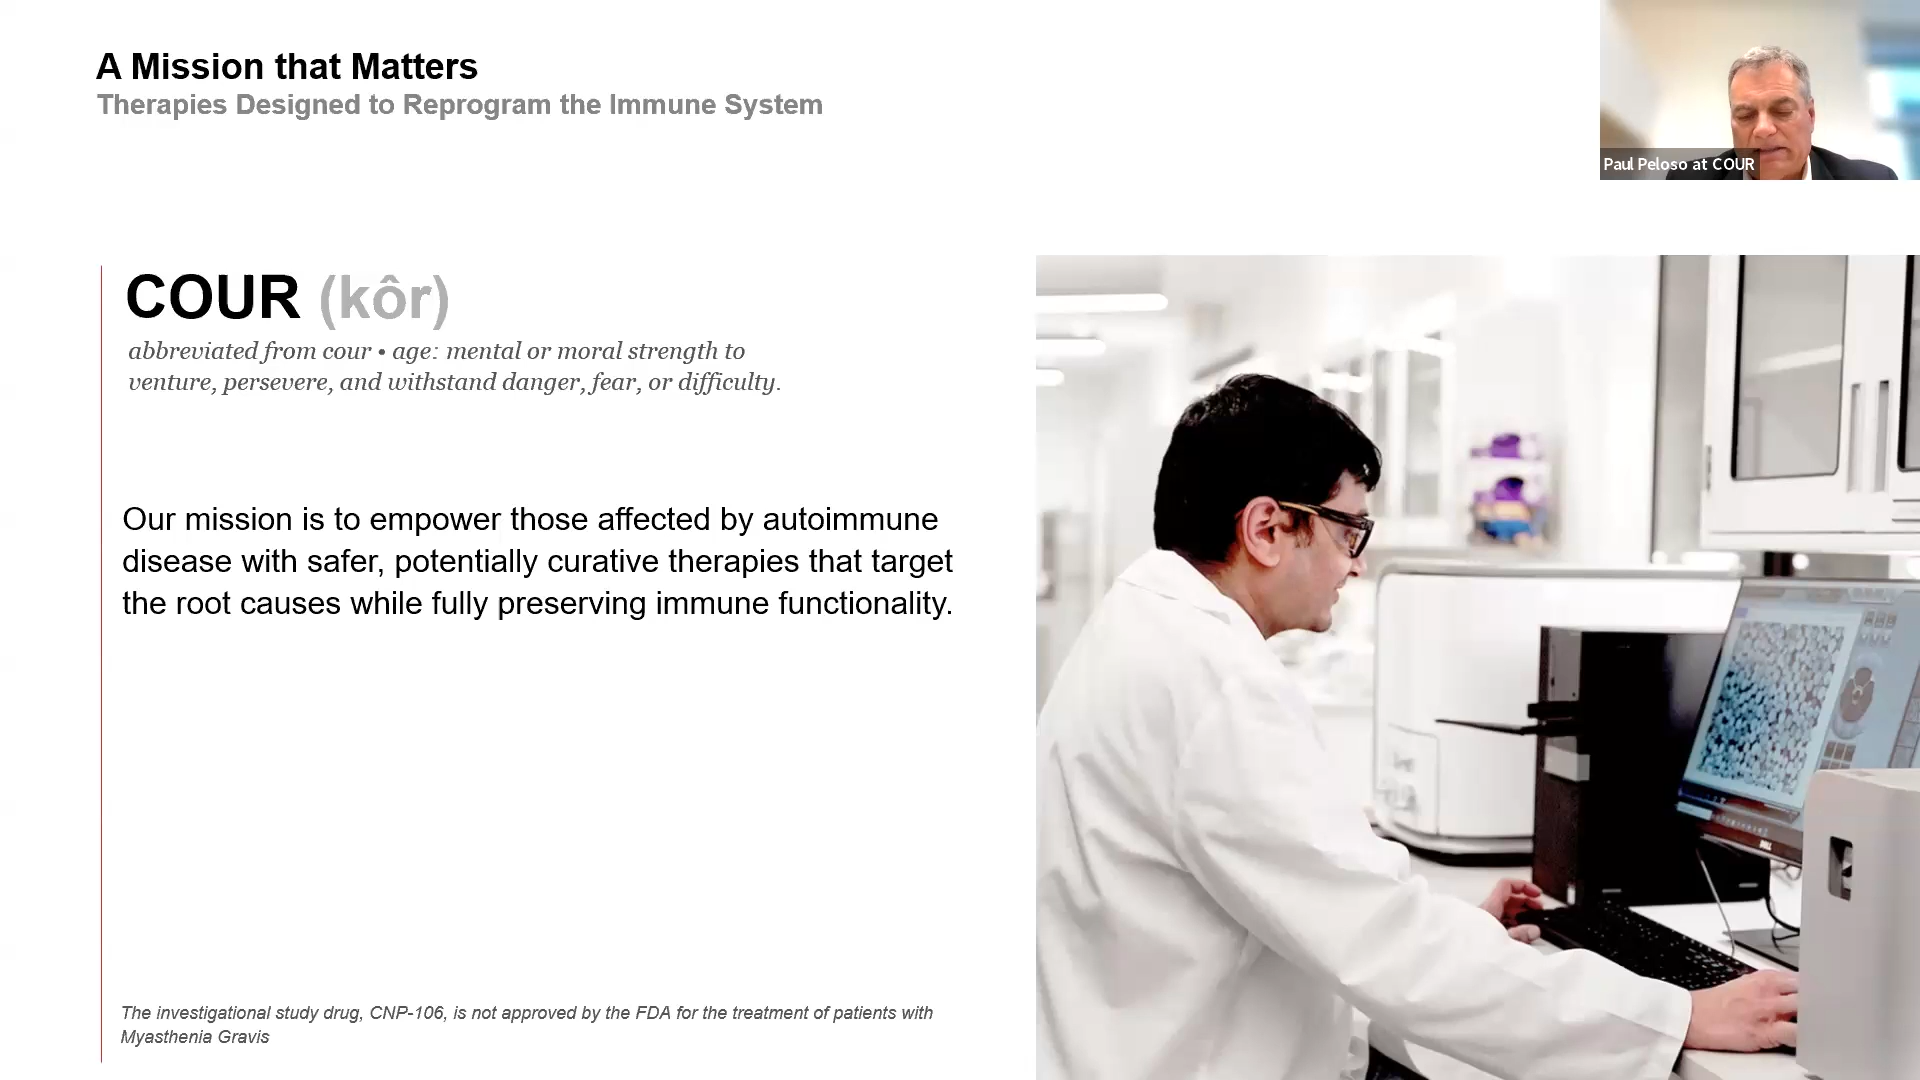 A Mission that Matters
Therapies Designed to Reprogram the Immune System
Paul Peloso at COUR
COUR (kôr)
abbreviated from cour • age: mental or moral strength to
venture, persevere, and withstand danger, fear, or difficulty.
Our mission is to empower those affected by autoimmune
disease with safer, potentially curative therapies that target
the root causes while fully preserving immune functionality.
The investigational study drug, CNP-106, is not approved by the FDA for the treatment of patients with
Myasthenia Gravis